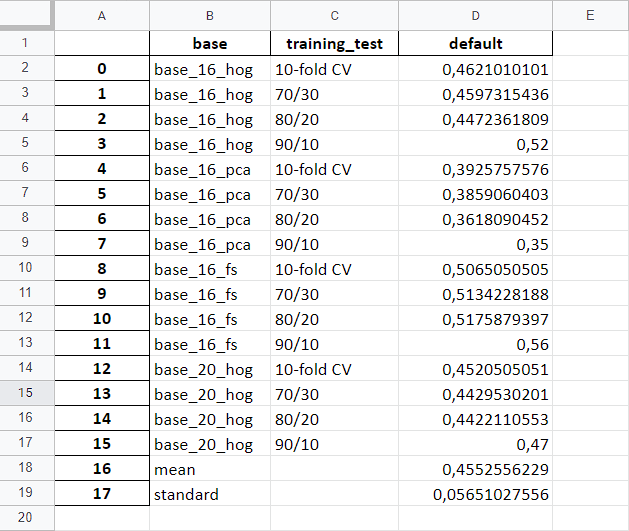 A B C D E
1 base training_test default
2 0 base_16_hog 10-fold CV 0,4621010101
3 1 base_16_hog 70/30 0,4597315436
4 2 base_16_hog 80/20 0,4472361809
5 3 base_16_hog 90/10 0,52
6 4 base_16_pca 10-fold CV 0,3925757576
7 5 base_16_pca 70/30 0,3859060403
8 6 base_16_pca 80/20 0,3618090452
9 7 base_16_pca 90/10 0,35
10 8 base_16_fs 10-fold CV 0,5065050505
11 9 base_16_fs 70/30 0,5134228188
12 10 base_16_fs 80/20 0,5175879397
13 11 base_16_fs 90/10 0,56
14 12 base_20_hog 10-fold CV 0,4520505051
15 13 base_20_hog 70/30 0,4429530201
16 14 base_20_hog 80/20 0,4422110553
17 15 base_20_hog 90/10 0,47
18 16 mean 0,4552556229
19 17 standard 0,05651027556
20